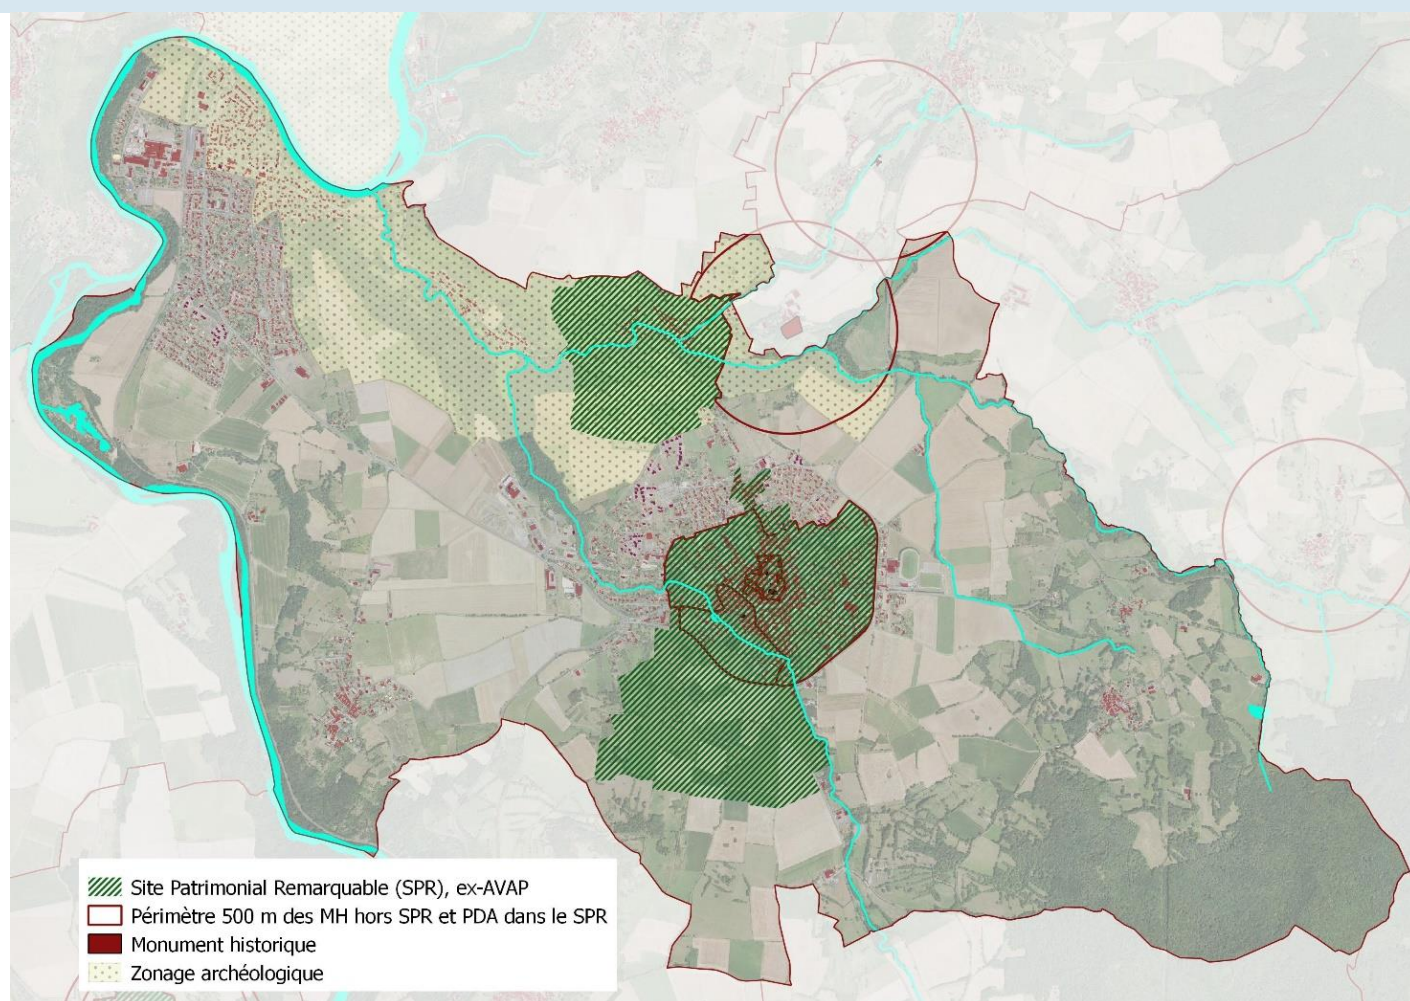 Site Patrimonial Remarquable (SPR), ex-AVAP
Périmètre 500 m des MH hors SPR et PDA dans le SPR
Monument historique
Zonage archéologique